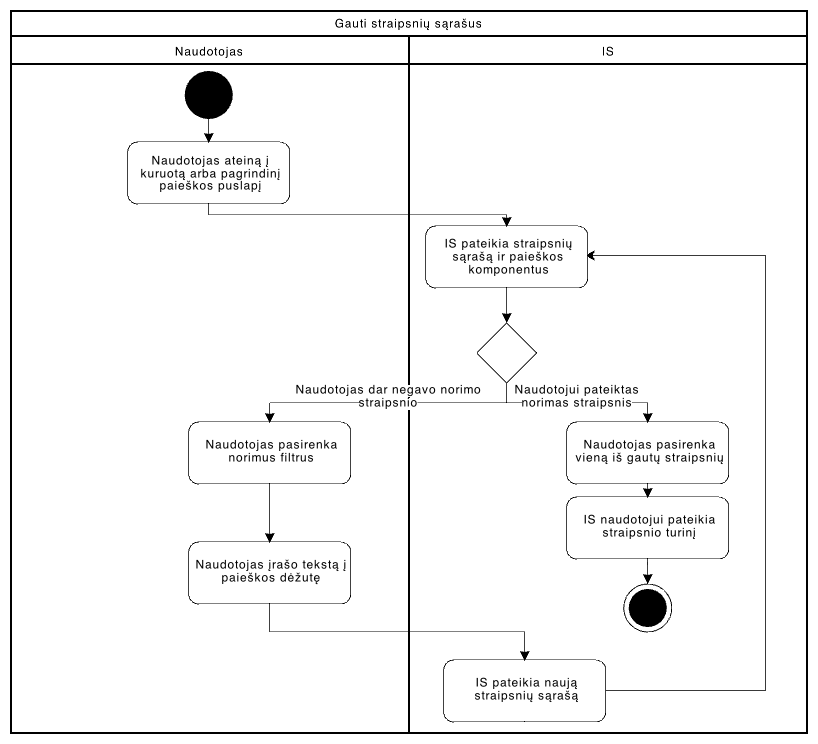 Gauti straipsnių sąrašus
Naudotojas
IS
Naudotojas ateiną į
kuruotą arba pagrindinį
paieškos puslapį
IS pateikia straipsnių
sąrašą ir paieškos
komponentus
Naudotojas dar negavo norimo
straipsnio
Naudotojui pateiktas
norimas straipsnis
Naudotojas pasirenka
norimus filtrus
Naudotojas pasirenka
vieną iš gautų straipsnių
IS naudotojui pateikia
straipsnio turinį
Naudotojas įrašo tekstą į
paieškos dėžutę
IS pateikia naują
straipsnių sąrašą